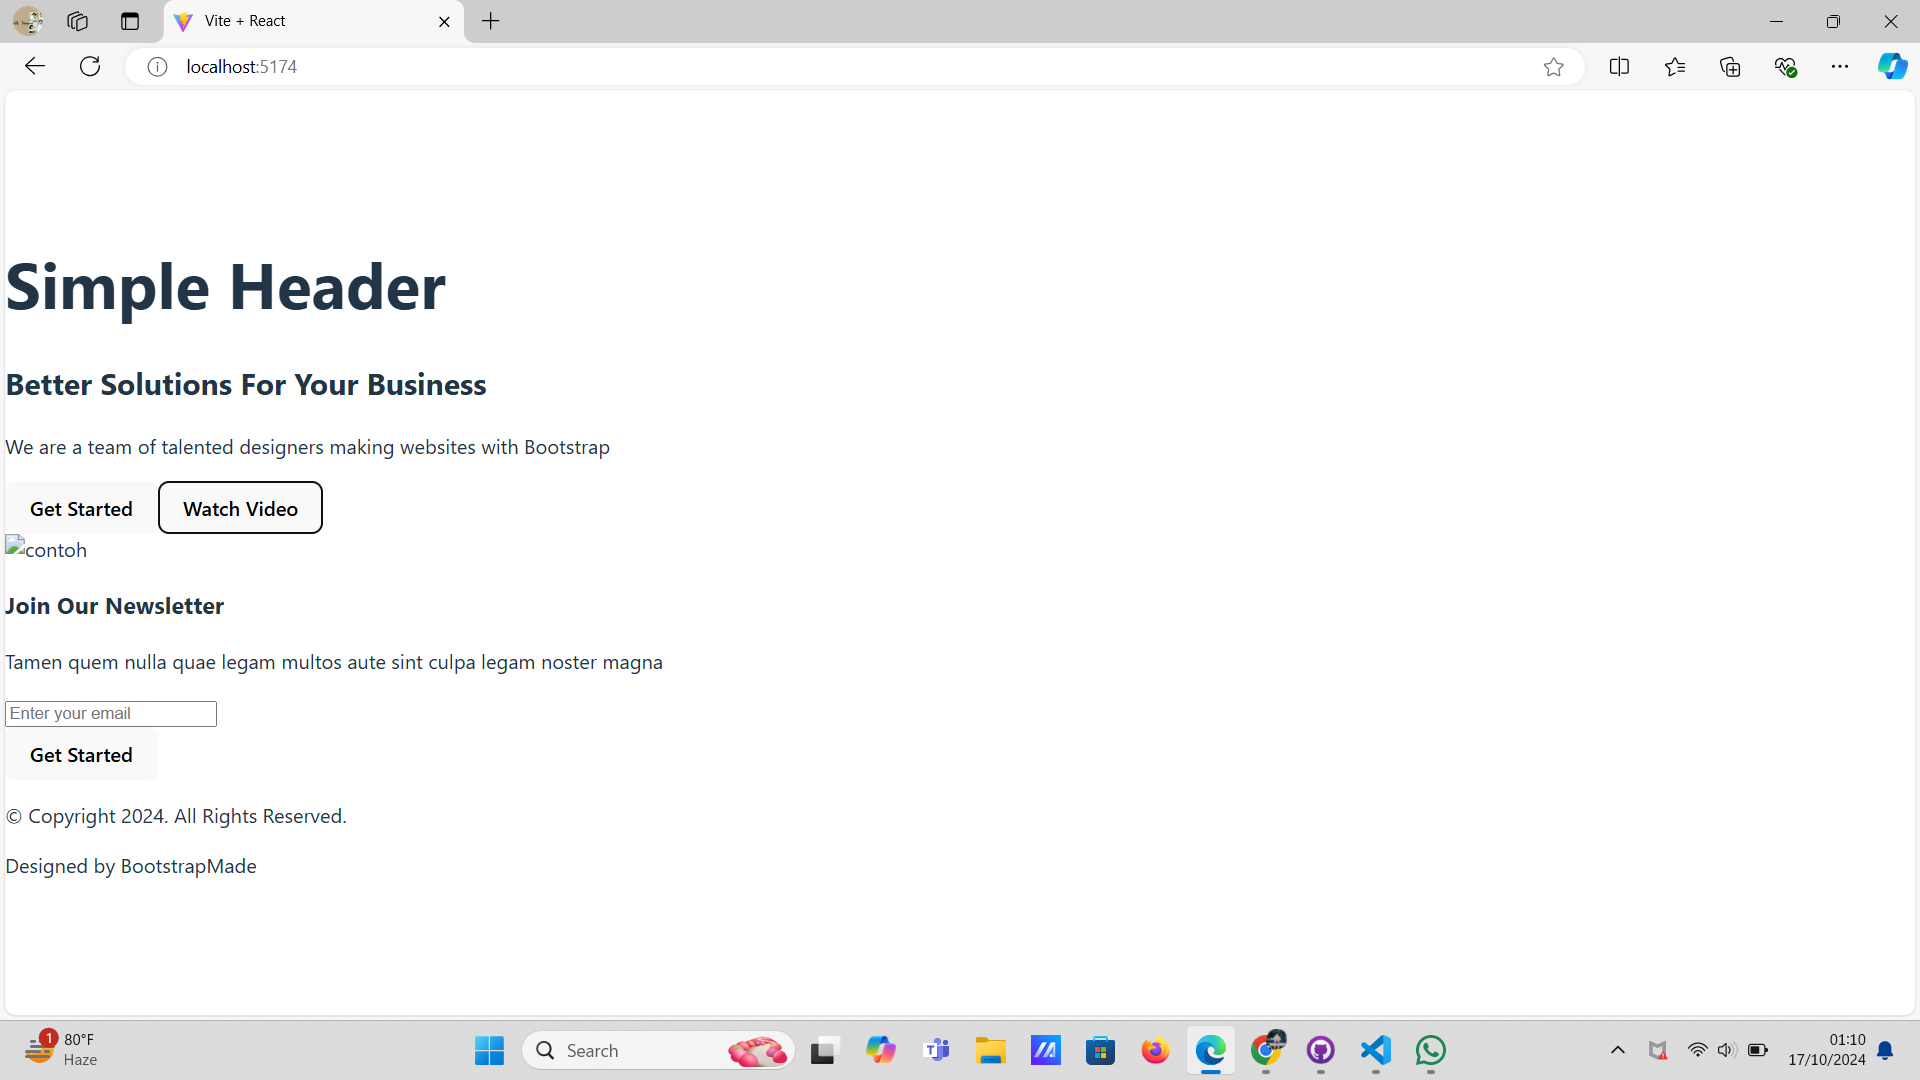 Vite + React
localhost:5174
Simple Header
Better Solutions For Your Business
We are a team of talented designers making websites with Bootstrap
Get Started
Watch Video
contoh
Join Our Newsletter
Tamen quem nulla quae legam multos aute sint culpa legam noster magna
Enter your email
Get Started
© Copyright 2024. All Rights Reserved.
Designed by BootstrapMade
1
80°F
Haze
Search
01:10
17/10/2024